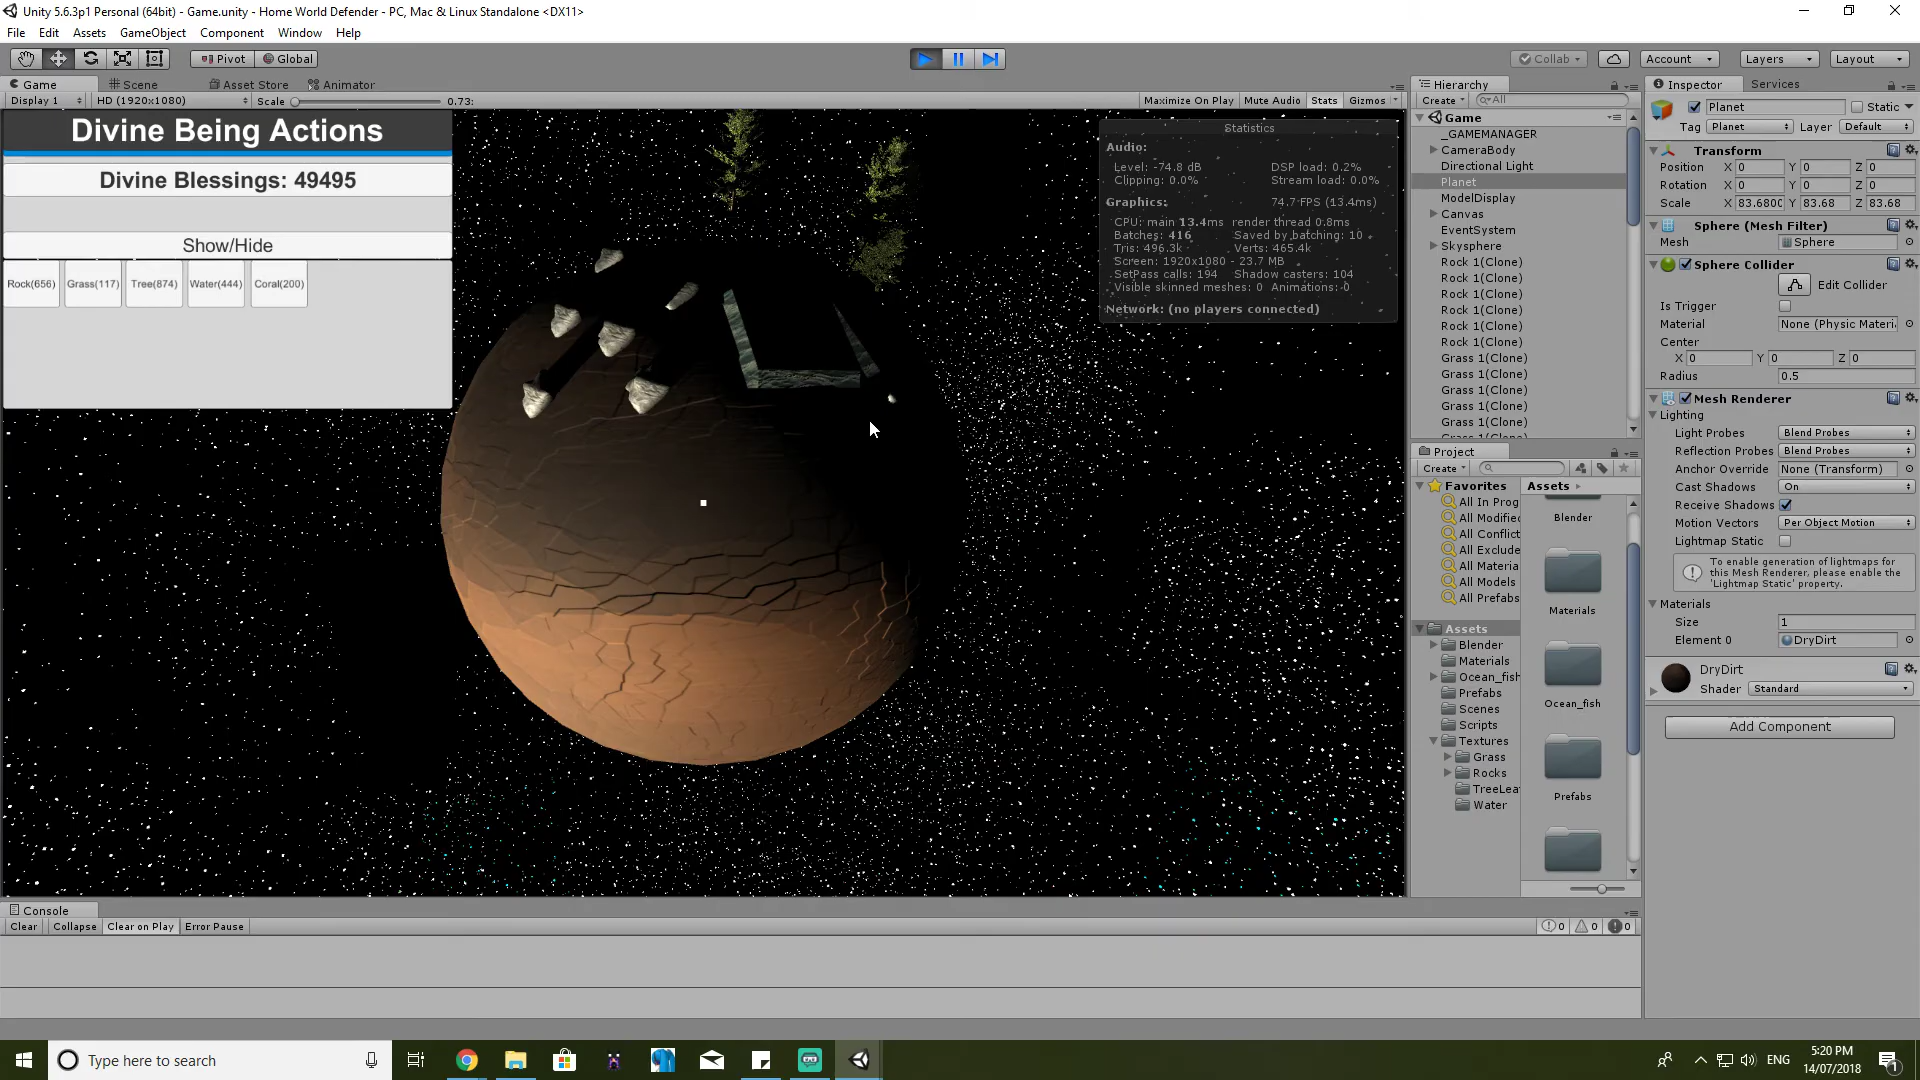 Unity 5.6.3p1 Personal (64bit) - Game.unity - Home World Defender - PC, Mac & Linux Standalone <DX11>
File Edit Assets GameObject Component Window Help
Pivot Global Collab Account Layers Layout
Game Scene Asset Store Animator
Display 1 HD (1920x1080) Scale 0.73: Maximize On Play Mute Audio Stats Gizmos
Divine Being Actions
Divine Blessings: 49495
Show/Hide
Rock(656) Grass(117) Tree(874) Water(444) Coral(200)
Statistics
Audio:
Level: -74.8 dB DSP load: 0.2%
Clipping: 0.0% Stream load: 0.0%
Graphics: 74.7 FPS (13.4ms)
CPU: main 13.4ms render thread 0.8ms
Batches: 416 Saved by batching: 10
Tris: 496.3k Verts: 465.4k
Screen: 1920x1080 - 23.7 MB
SetPass calls: 194 Shadow casters: 104
Visible skinned meshes: 0 Animations: 0
Network: (no players connected)
Hierarchy
Create All
Game
_GAMEMANAGER
CameraBody
Directional Light
Planet
ModelDisplay
Canvas
EventSystem
Skysphere
Rock 1(Clone)
Rock 1(Clone)
Rock 1(Clone)
Rock 1(Clone)
Rock 1(Clone)
Rock 1(Clone)
Grass 1(Clone)
Grass 1(Clone)
Grass 1(Clone)
Grass 1(Clone)
Grass 1(Clone)
Grass 1(Clone)
Project
Create
Favorites
All In Prog
All Modified
All Conflict
All Exclude
All Materia
All Models
All Prefabs
Assets
Blender
Materials
Ocean_fish
Prefabs
Scenes
Scripts
Textures
Grass
Rocks
TreeLea
Water
Assets
Blender
Materials
Ocean_fish
Prefabs
Inspector Services
Planet Static
Tag Planet Layer Default
Transform
Position X 0 Y 0 Z 0
Rotation X 0 Y 0 Z 0
Scale X 83.6800 Y 83.68 Z 83.68
Sphere (Mesh Filter)
Mesh Sphere
Sphere Collider
Edit Collider
Is Trigger
Material None (Physic Materi
Center
X 0 Y 0 Z 0
Radius 0.5
Mesh Renderer
Lighting
Light Probes Blend Probes
Reflection Probes Blend Probes
Anchor Override None (Transform)
Cast Shadows On
Receive Shadows
Motion Vectors Per Object Motion
Lightmap Static
To enable generation of lightmaps for
this Mesh Renderer, please enable the
'Lightmap Static' property.
Materials
Size 1
Element 0 DryDirt
DryDirt
Shader Standard
Add Component
Console
Clear Collapse Clear on Play Error Pause 0 0 0
Type here to search
ENG
5:20 PM
14/07/2018
1